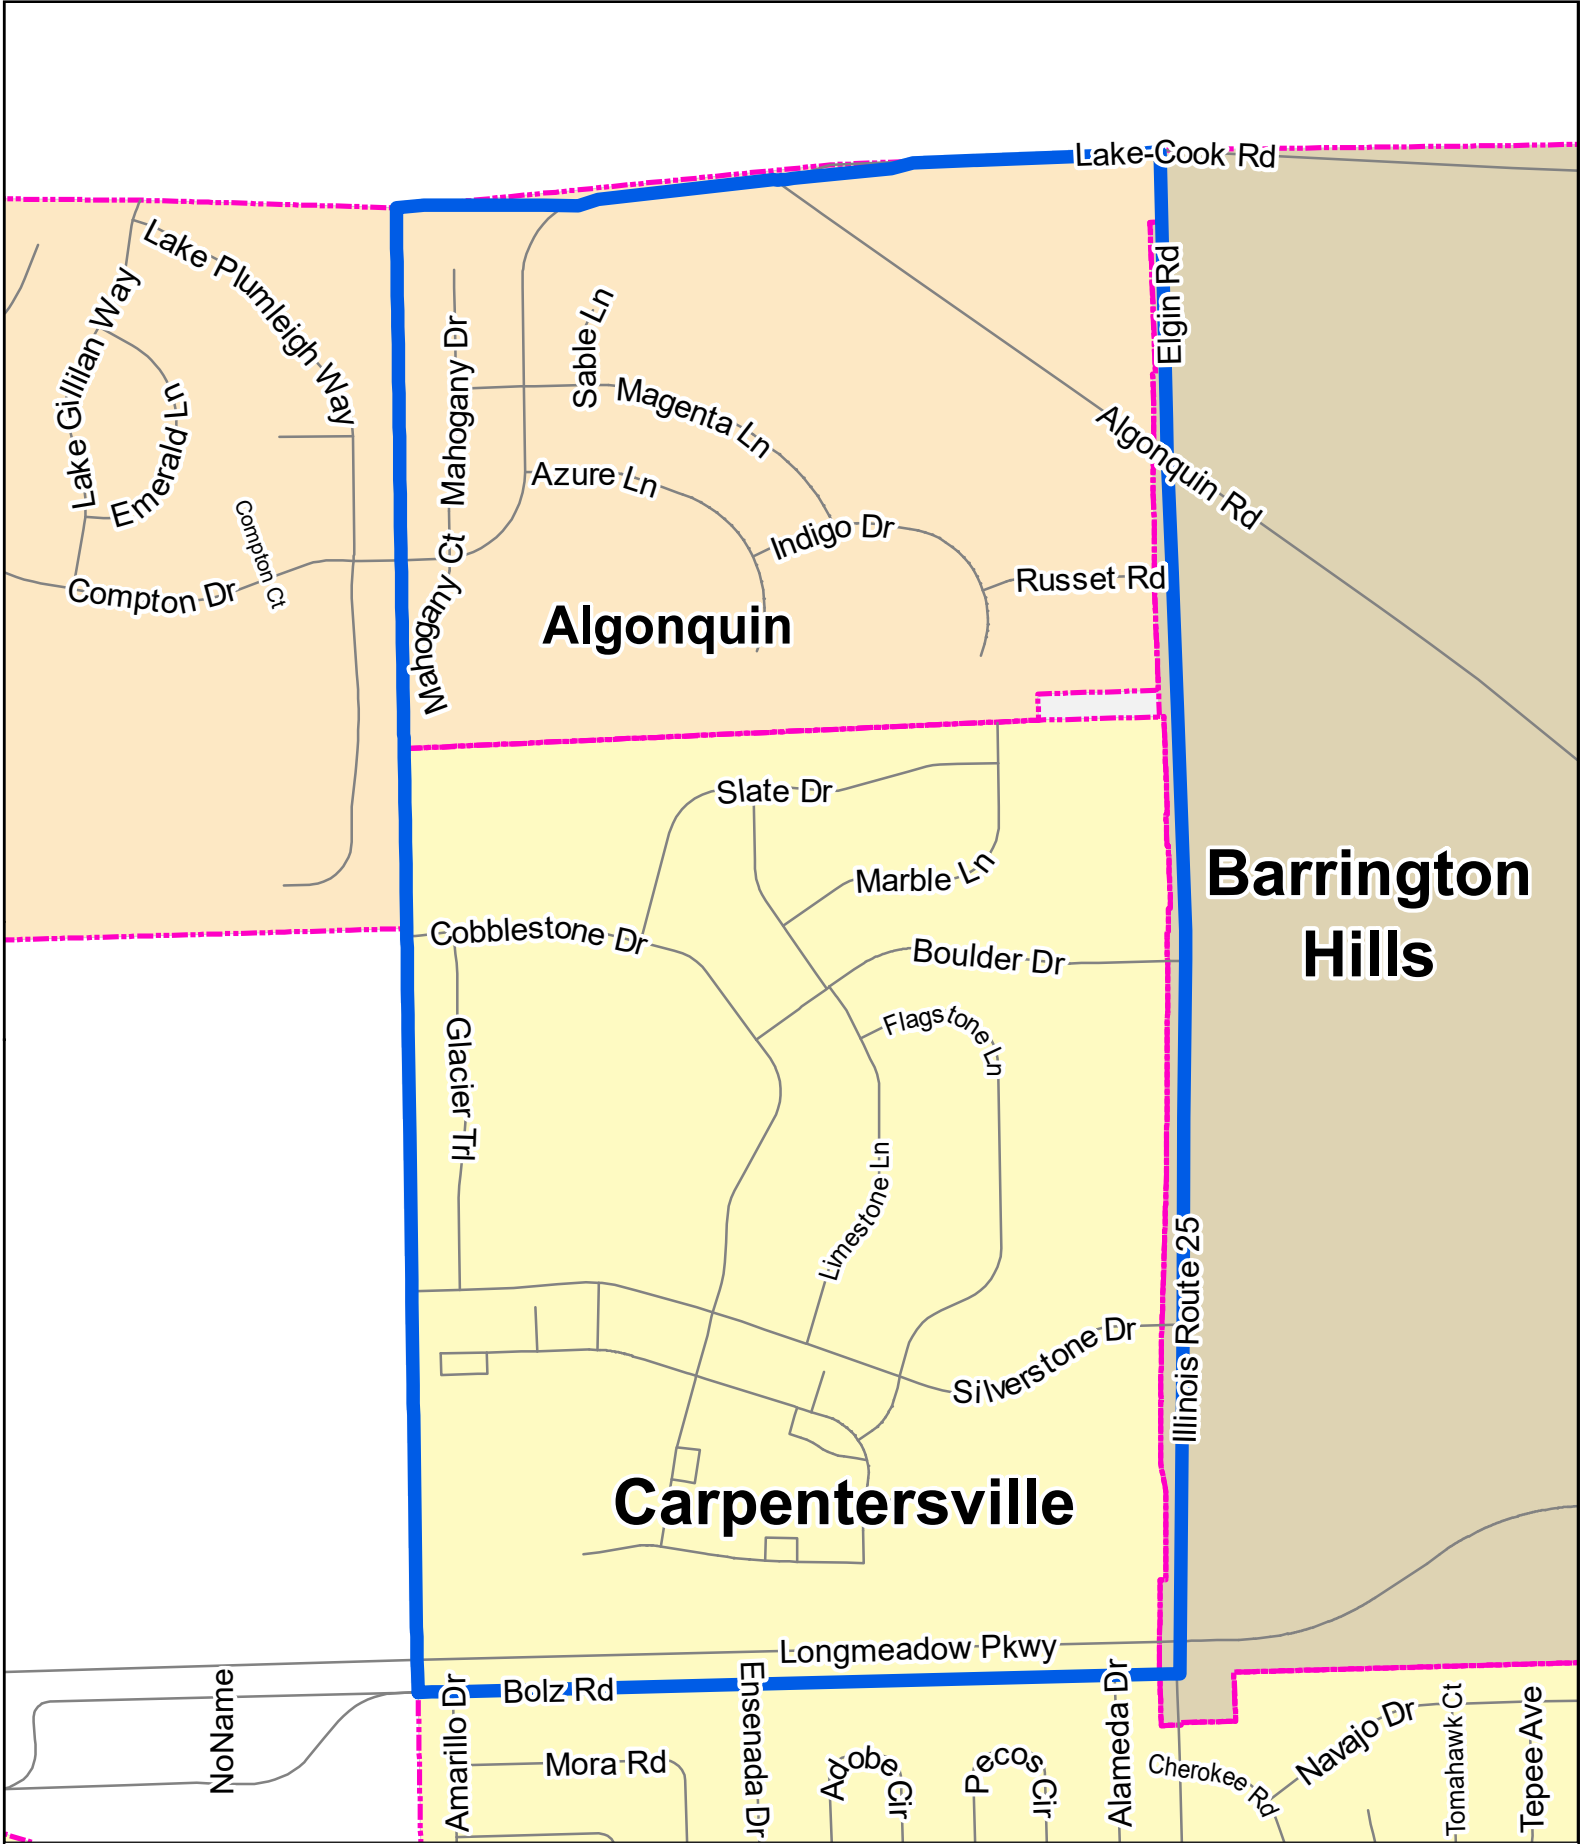 Lake-Cook Rd
Lake Plumleigh Way
Elgin Rd
Lake Gillilan Way
Sable Ln
Mahogany Dr
Emerald Ln
Magenta Ln
Algonquin Rd
Azure Ln
Compton Ct
Indigo Dr
Mahogany Ct
Russet Rd
Compton Dr
Algonquin
Slate Dr
Marble Ln
Barrington
Hills
Cobblestone Dr
Boulder Dr
Flagstone Ln
Glacier Trl
Limestone Ln
Illinois Route 25
Silverstone Dr
Carpentersville
Longmeadow Pkwy
Bolz Rd
NoName
Amarillo Dr
Ensenada Dr
Alameda Dr
Mora Rd
Adobe Cir
Pecos Cir
Cherokee Rd
Navajo Dr
Tomahawk Ct
Tepee Ave